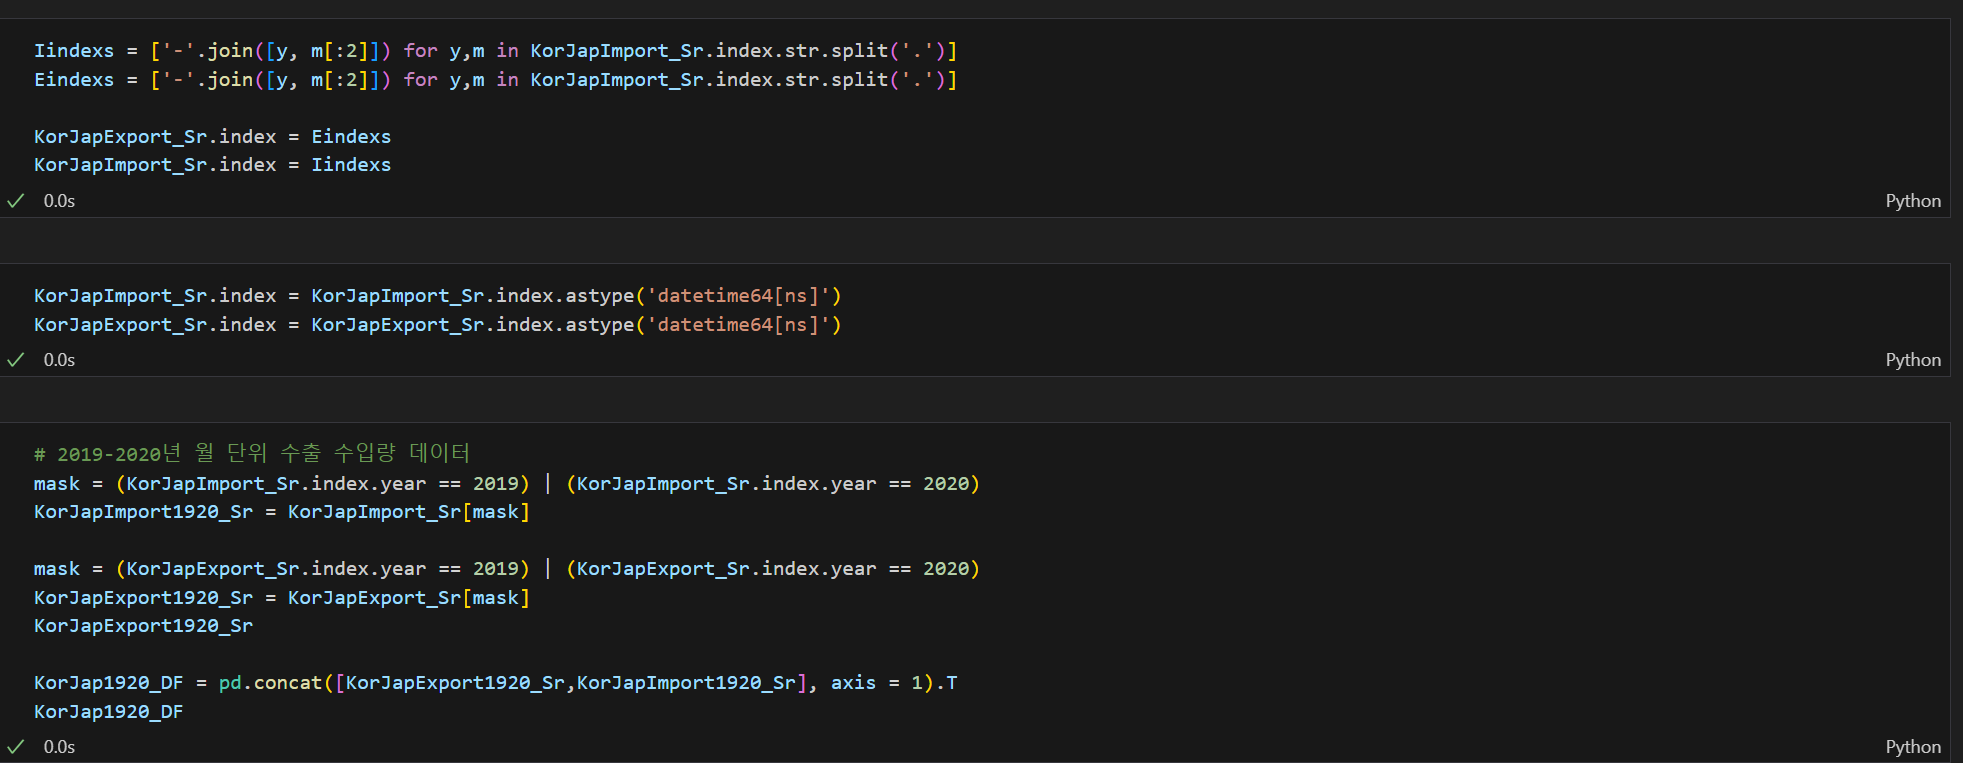 Iindexs = ['-'.join([y, m[:2]]) for y,m in KorJapImport_Sr.index.str.split('.')]
Eindexs = ['-'.join([y, m[:2]]) for y,m in KorJapImport_Sr.index.str.split('.')]
KorJapExport_Sr.index = Eindexs
KorJapImport_Sr.index = Iindexs
0.0s Python
KorJapImport_Sr.index = KorJapImport_Sr.index.astype('datetime64[ns]')
KorJapExport_Sr.index = KorJapExport_Sr.index.astype('datetime64[ns]')
0.0s Python
# 2019-2020년 월 단위 수출 수입량 데이터
mask = (KorJapImport_Sr.index.year == 2019) | (KorJapImport_Sr.index.year == 2020)
KorJapImport1920_Sr = KorJapImport_Sr[mask]
mask = (KorJapExport_Sr.index.year == 2019) | (KorJapExport_Sr.index.year == 2020)
KorJapExport1920_Sr = KorJapExport_Sr[mask]
KorJapExport1920_Sr
KorJap1920_DF = pd.concat([KorJapExport1920_Sr,KorJapImport1920_Sr], axis = 1).T
KorJap1920_DF
0.0s Python